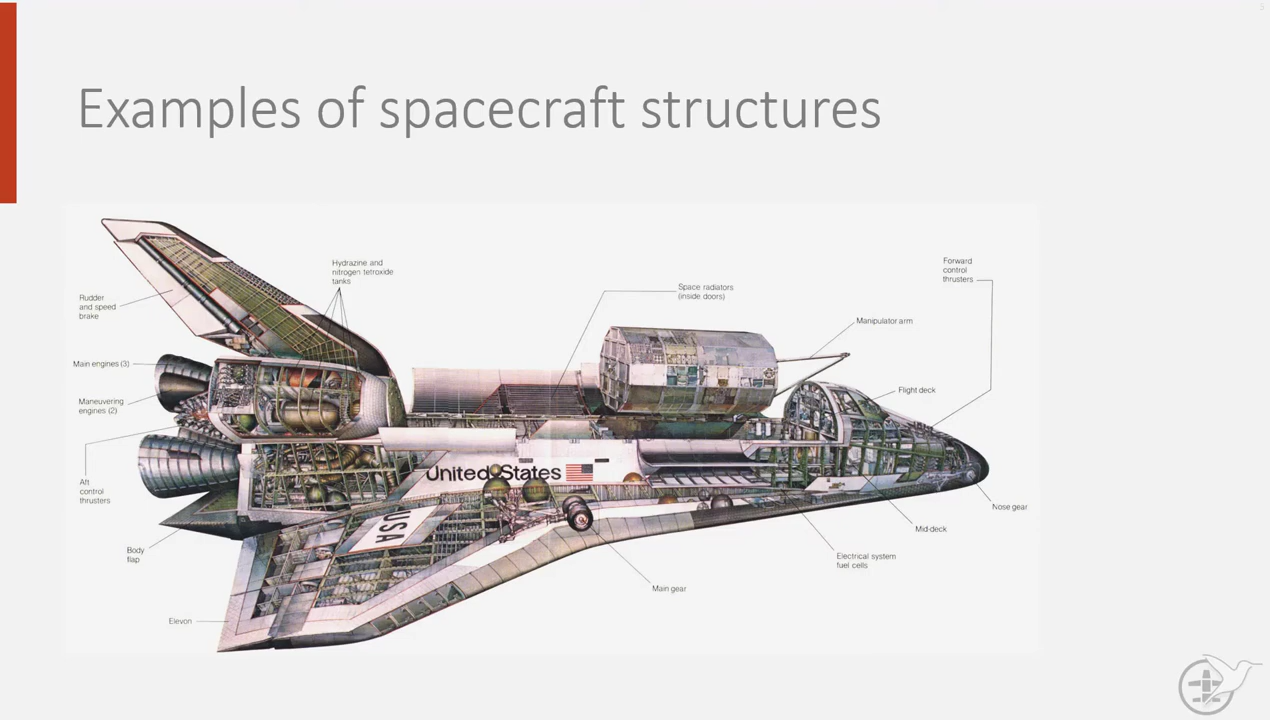 5
Examples of spacecraft structures
Hydrazine and
nitrogen tetroxide
tanks
Forward
control
thrusters
Space radiators
(inside doors)
Rudder
and speed
brake
Manipulator arm
Main engines (3)
Flight deck
Maneuvering
engines (2)
United States
Aft
control
thrusters
Nose gear
USA
Mid-deck
Body
flap
Electrical system
fuel cells
Main gear
Elevon